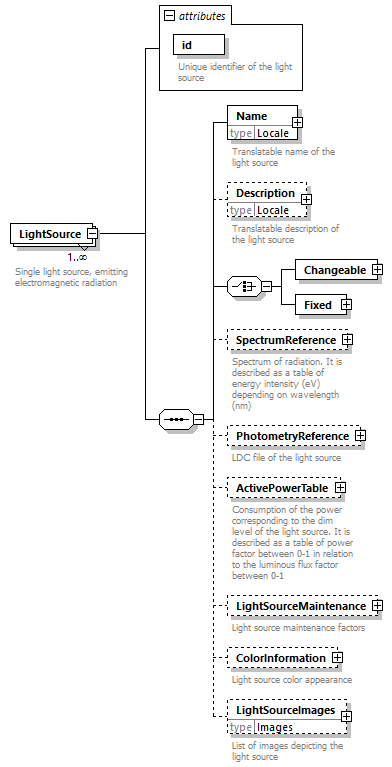 attributes
id
Unique identifier of the light
source
LightSource
1..∞
Single light source, emitting
electromagnetic radiation
Name
type Locale
Translatable name of the
light source
Description
type Locale
Translatable description of
the light source
Changeable
Fixed
SpectrumReference
Spectrum of radiation. It is
described as a table of
energy intensity (eV)
depending on wavelength
(nm)
PhotometryReference
LDC file of the light source
ActivePowerTable
Consumption of the power
corresponding to the dim
level of the light source. It is
described as a table of power
factor between 0-1 in relation
to the luminous flux factor
between 0-1
LightSourceMaintenance
Light source maintenance factors
ColorInformation
Light source color appearance
LightSourceImages
type Images
List of images depicting the
light source